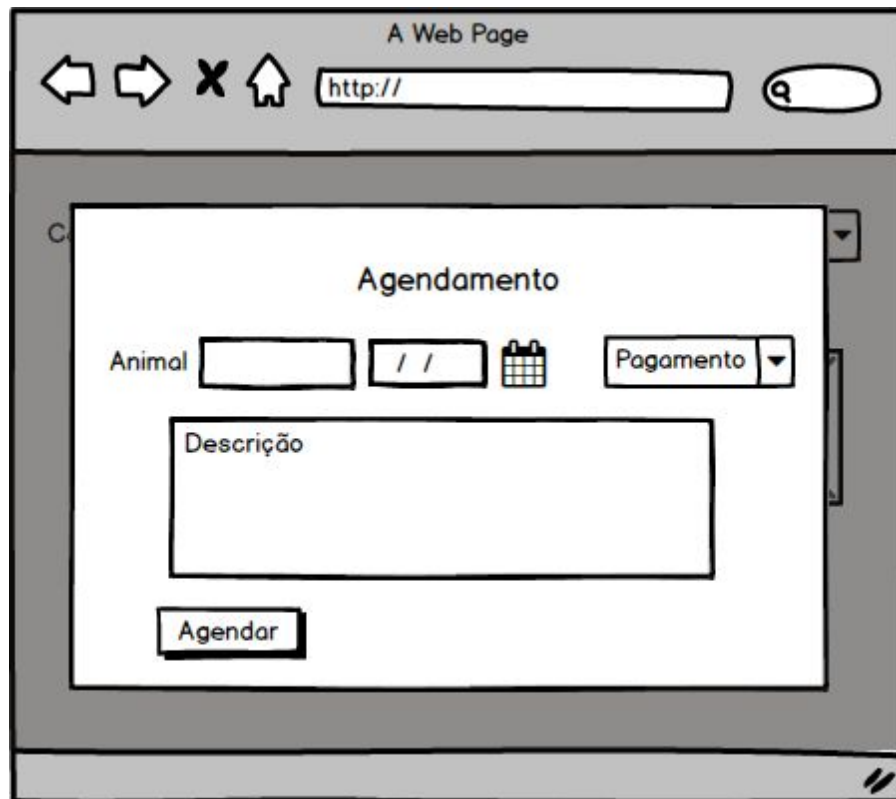 A Web Page
http://
Agendamento
Animal / / Pagamento
Descrição
Agendar